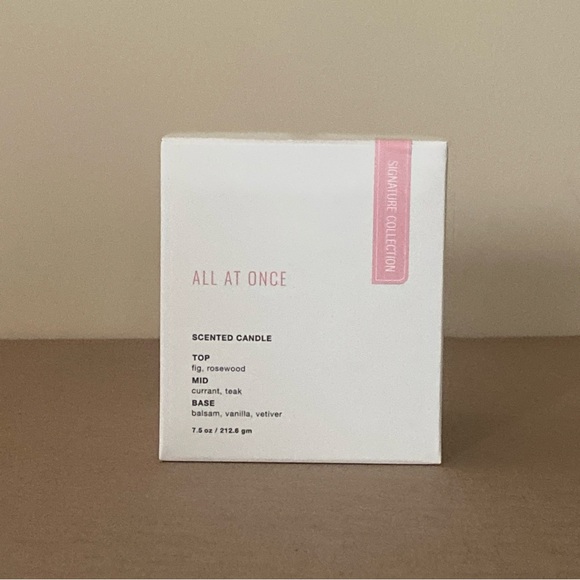 SIGNATURE COLLECTION
ALL AT ONCE
SCENTED CANDLE
TOP
fig, rosewood
MID
currant, teak
BASE
balsam, vanilla, vetiver
7.5 oz / 212.6 gm